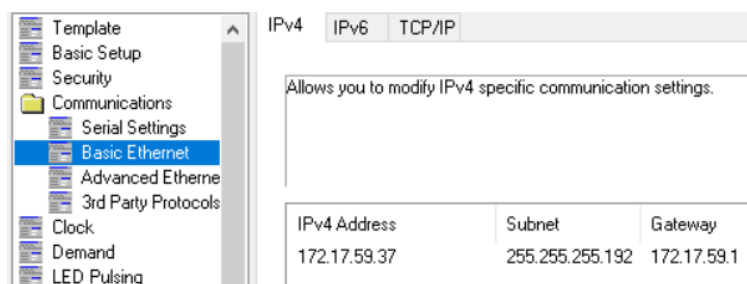 Template
Basic Setup
Security
Communications
Serial Settings
Basic Ethernet
Advanced Etherne
3rd Party Protocols
Clock
Demand
LED Pulsing
IPv4 IPv6 TCP/IP
Allows you to modify IPv4 specific communication settings.
IPv4 Address Subnet Gateway
172.17.59.37 255.255.255.192 172.17.59.1